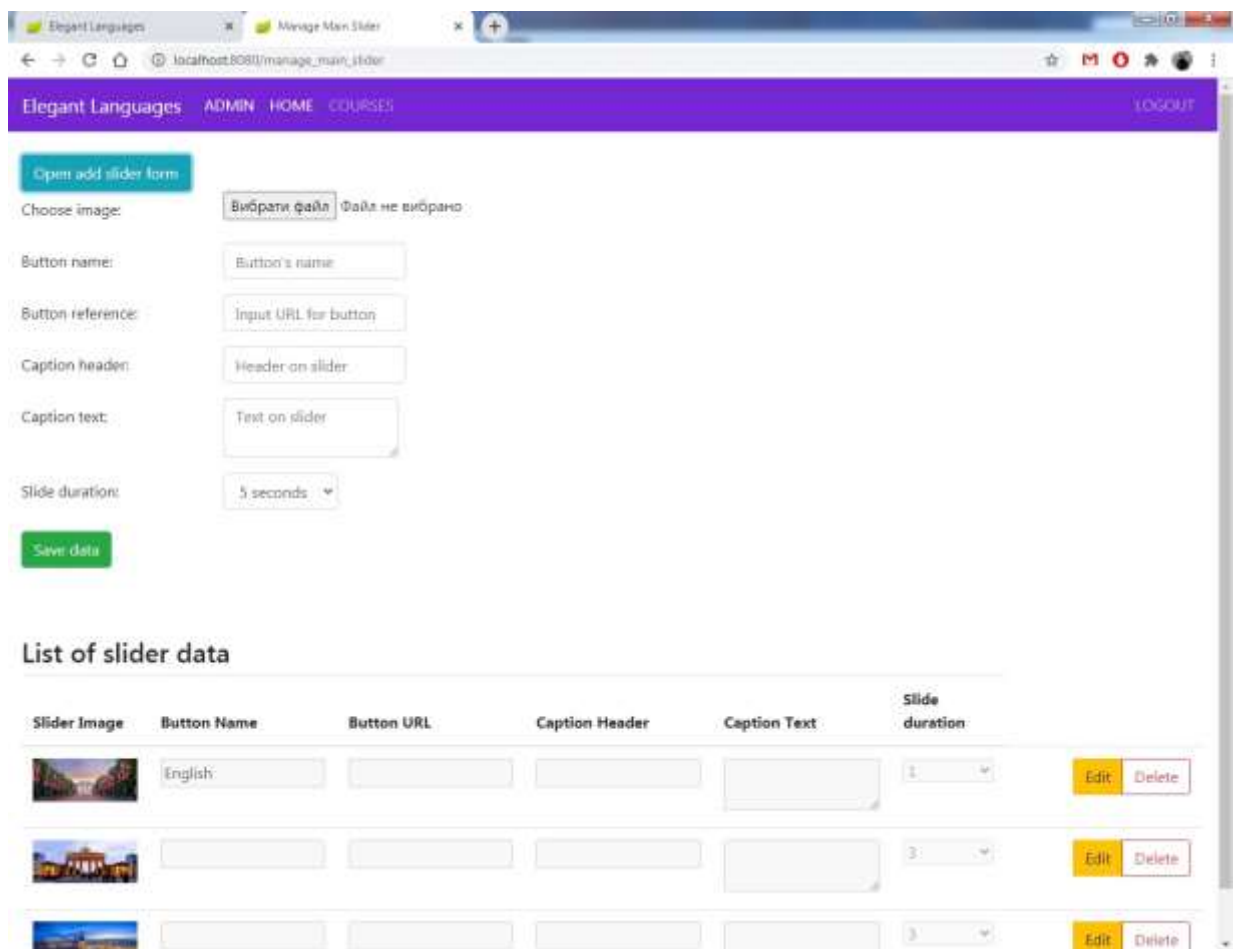 Elegant Languages Manage Main Slider
localhost:8080/manage_main_slider
Elegant Languages ADMIN HOME COURSES LOGOUT
Open add slider form
Choose image: Вибрати файл Файл не вибрано
Button name: Button's name
Button reference: Input URL for button
Caption header: Header on slider
Caption text: Text on slider
Slide duration: 5 seconds
Save data
List of slider data
Slider Image Button Name Button URL Caption Header Caption Text Slide duration
English 1 Edit Delete
3 Edit Delete
3 Edit Delete